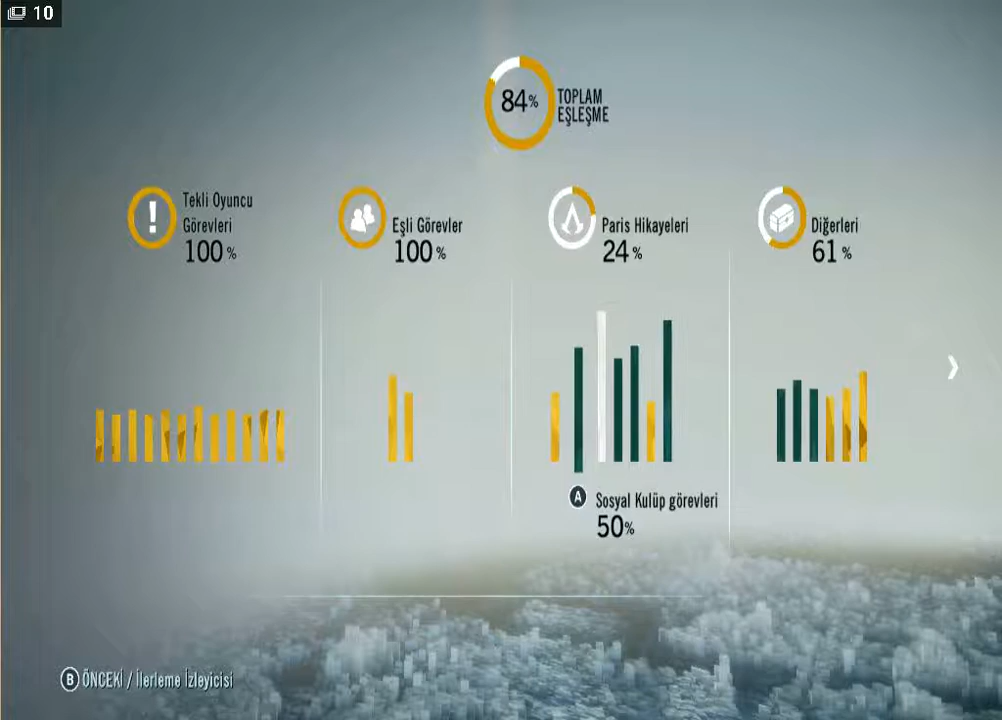 10
84%
TOPLAM
EŞLEŞME
Tekli Oyuncu
Görevleri
100 %
Eşli Görevler
100 %
Paris Hikayeleri
24 %
Diğerleri
61 %
A Sosyal Kulüp görevleri
50%
B ÖNCEKİ / İlerleme İzleyicisi